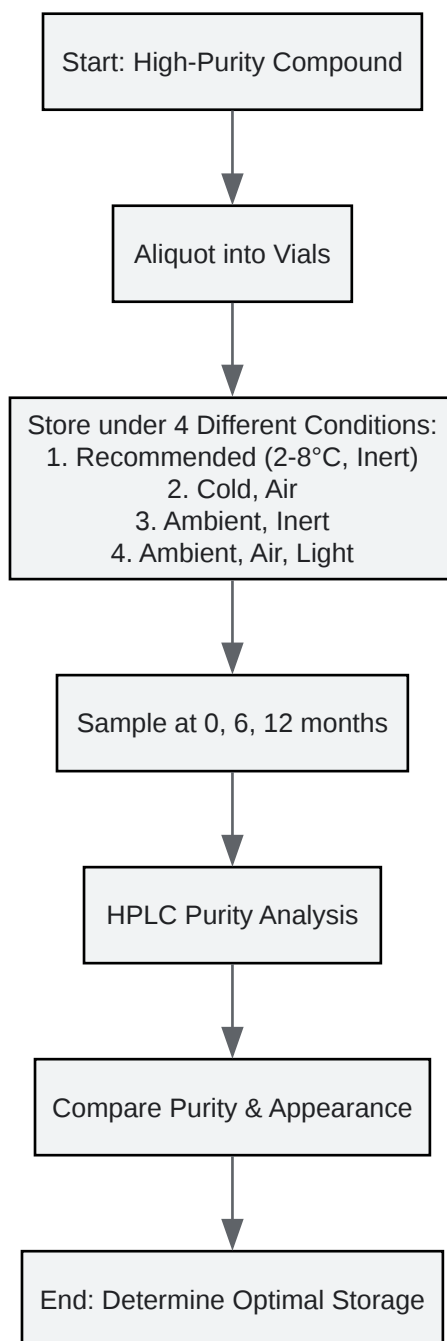 Start: High-Purity Compound
Aliquot into Vials
Store under 4 Different Conditions:
1. Recommended (2-8°C, Inert)
2. Cold, Air
3. Ambient, Inert
4. Ambient, Air, Light
Sample at 0, 6, 12 months
HPLC Purity Analysis
Compare Purity & Appearance
End: Determine Optimal Storage